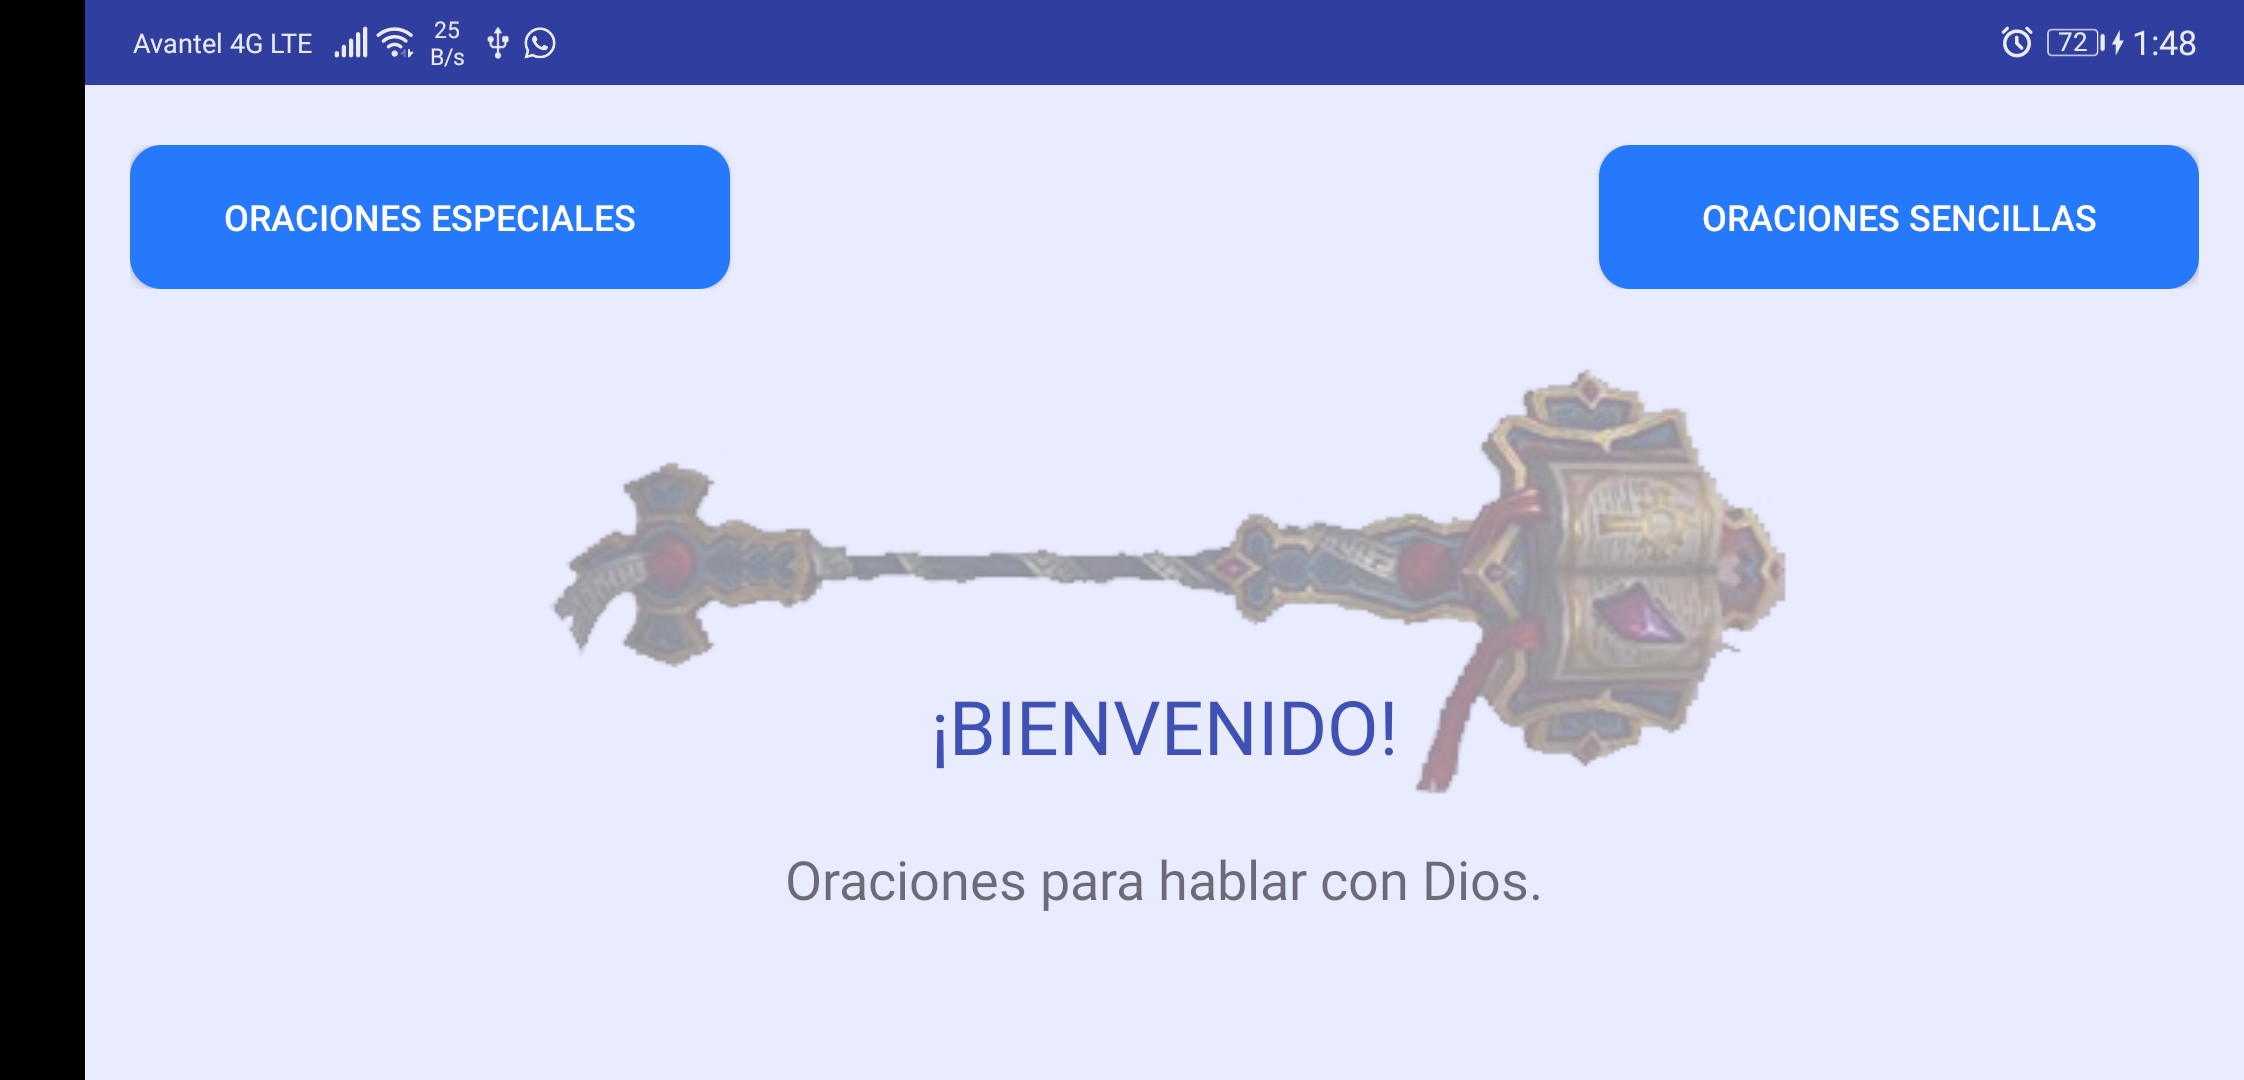 Avantel 4G LTE 25 B/s 72 1:48
ORACIONES ESPECIALES
ORACIONES SENCILLAS
¡BIENVENIDO!
Oraciones para hablar con Dios.